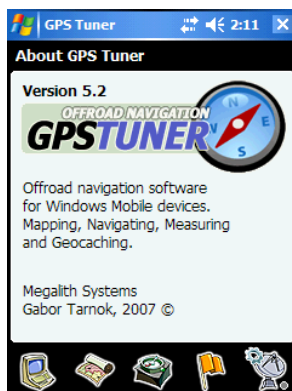 GPS Tuner
2:11
About GPS Tuner
Version 5.2
OFFROAD NAVIGATION
GPSTUNER
N
E
V
S
Offroad navigation software
for Windows Mobile devices.
Mapping, Navigating, Measuring
and Geocaching.
Megalith Systems
Gabor Tarnok, 2007 ©